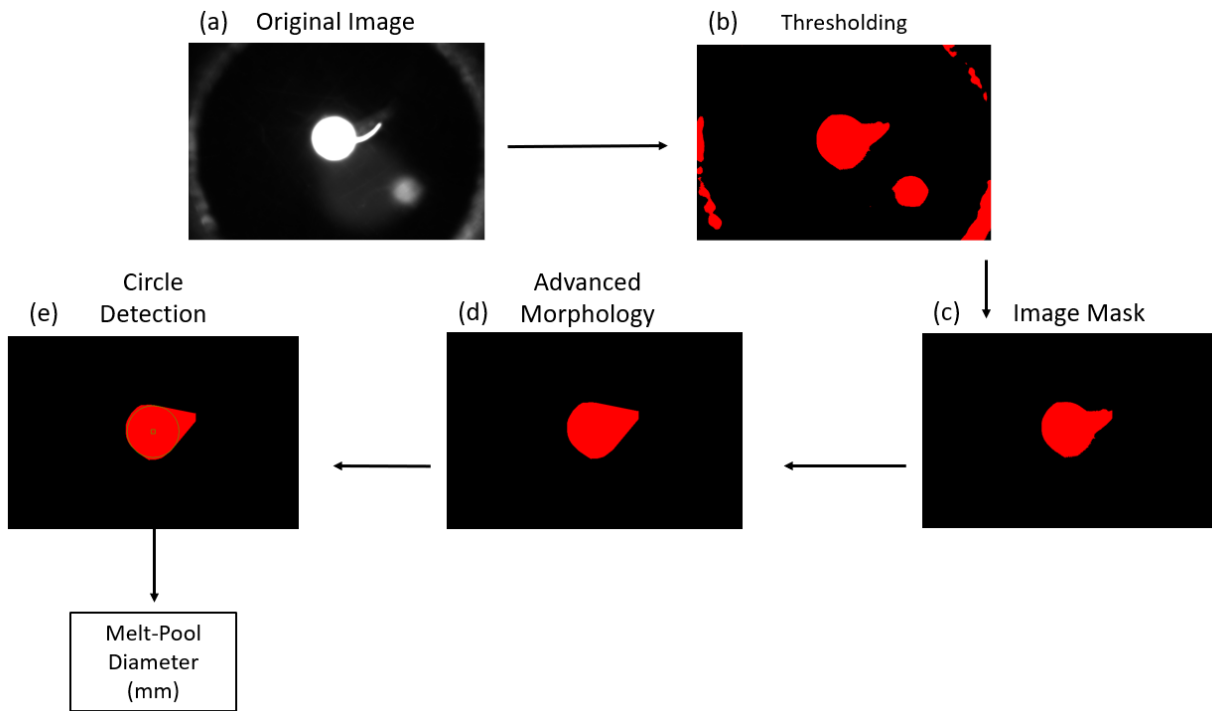 (a) Original Image
(b) Thresholding
(c) Image Mask
(d) Advanced
Morphology
(e) Circle
Detection
Melt-Pool
Diameter
(mm)